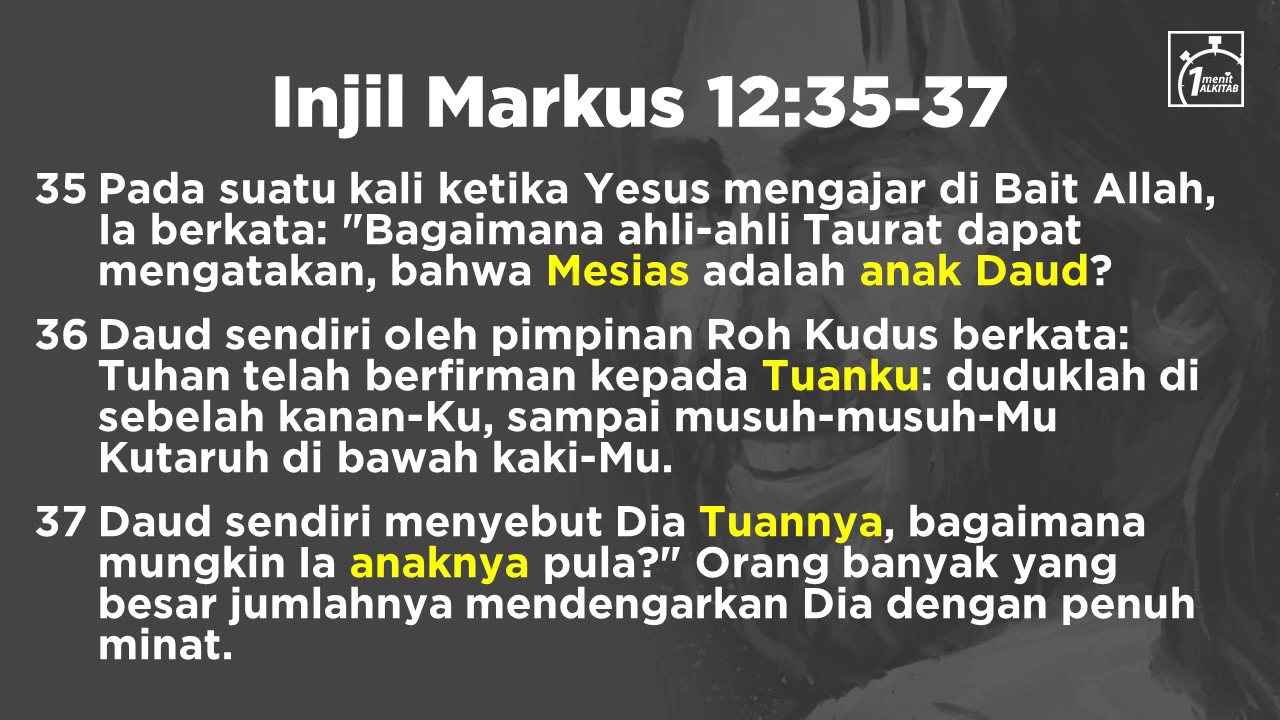 1 menit
ALKITAB
Injil Markus 12:35-37
35 Pada suatu kali ketika Yesus mengajar di Bait Allah,
Ia berkata: "Bagaimana ahli-ahli Taurat dapat
mengatakan, bahwa Mesias adalah anak Daud?
36 Daud sendiri oleh pimpinan Roh Kudus berkata:
Tuhan telah berfirman kepada Tuanku: duduklah di
sebelah kanan-Ku, sampai musuh-musuh-Mu
Kutaruh di bawah kaki-Mu.
37 Daud sendiri menyebut Dia Tuannya, bagaimana
mungkin Ia anaknya pula?" Orang banyak yang
besar jumlahnya mendengarkan Dia dengan penuh
minat.